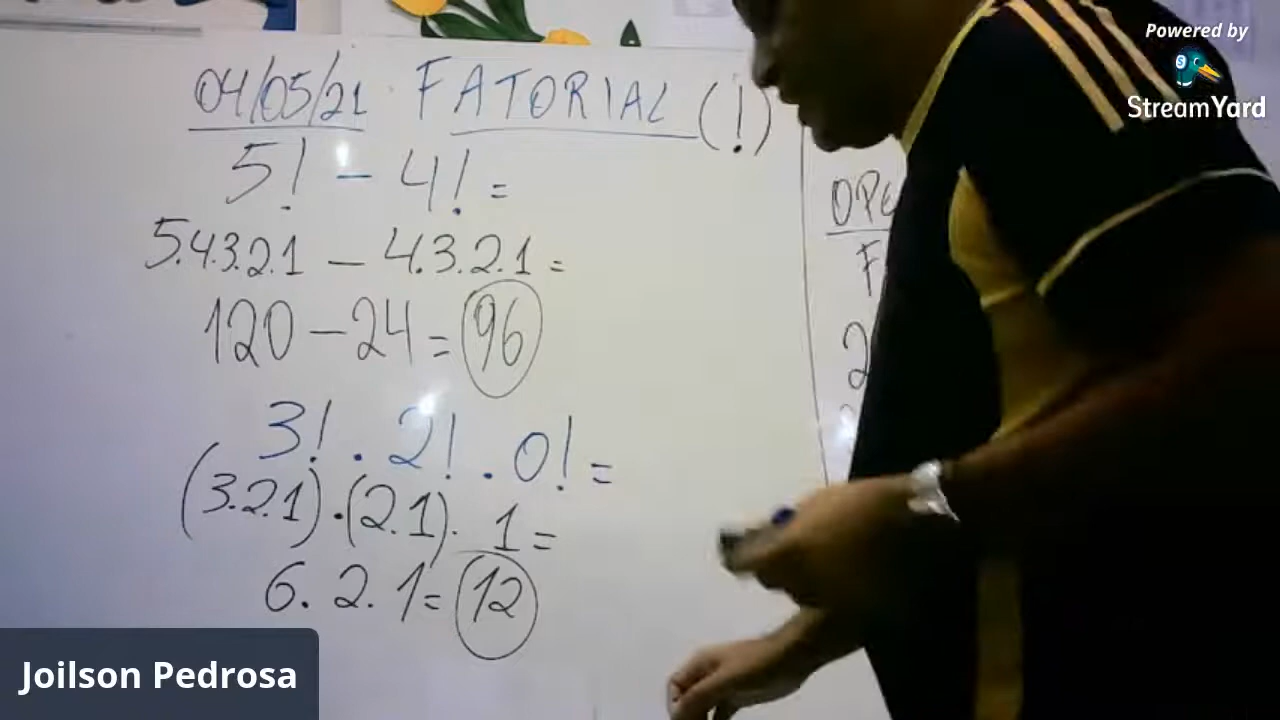 04/05/21 FATORIAL (!)
5! - 4! =
5.4.3.2.1 - 4.3.2.1 =
120 - 24 = 96
3! . 2! . 0! =
(3.2.1) . (2.1) . 1 =
6. 2. 1 = 12
2
Powered by
StreamYard
Joilson Pedrosa